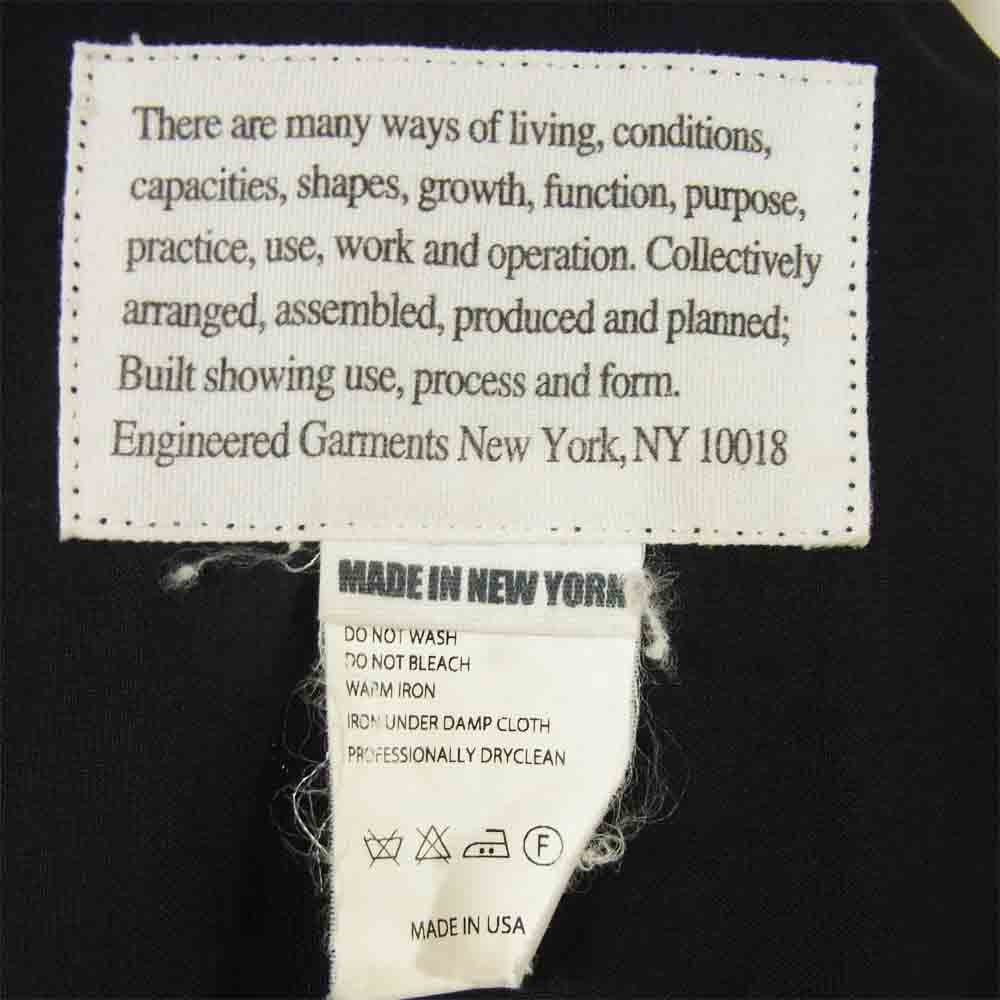 There are many ways of living, conditions,
capacities, shapes, growth, function, purpose,
practice, use, work and operation. Collectively
arranged, assembled, produced and planned;
Built showing use, process and form.
Engineered Garments New York, NY 10018
MADE IN NEW YORK
DO NOT WASH
DO NOT BLEACH
WARM IRON
IRON UNDER DAMP CLOTH
PROFESSIONALLY DRYCLEAN
F
MADE IN USA